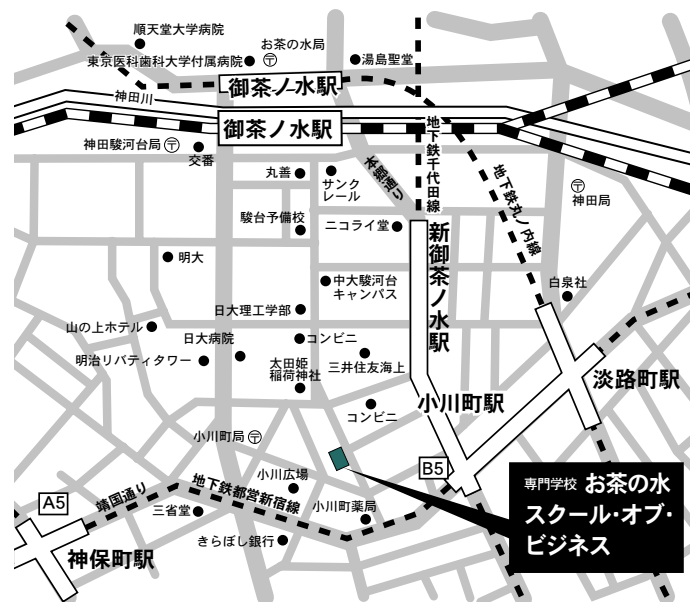 順天堂大学病院
お茶の水局
東京医科歯科大学付属病院
〒
湯島聖堂
御茶ノ水駅
神田川
御茶ノ水駅
神田駿河台局
〒
交番
地下鉄千代田線
本郷通り
丸善
サンク
レール
地下鉄丸ノ内線
〒
神田局
駿台予備校
ニコライ堂
新御茶ノ水駅
明大
中大駿河台
キャンパス
白泉社
日大理工学部
山の上ホテル
日大病院
コンビニ
明治リバティタワー
太田姫
稲荷神社
三井住友海上
淡路町駅
コンビニ
小川町駅
小川町局
〒
B5
小川広場
地下鉄都営新宿線
靖国通り
A5
三省堂
小川町薬局
きらぼし銀行
神保町駅
専門学校 お茶の水
スクール・オブ・
ビジネス